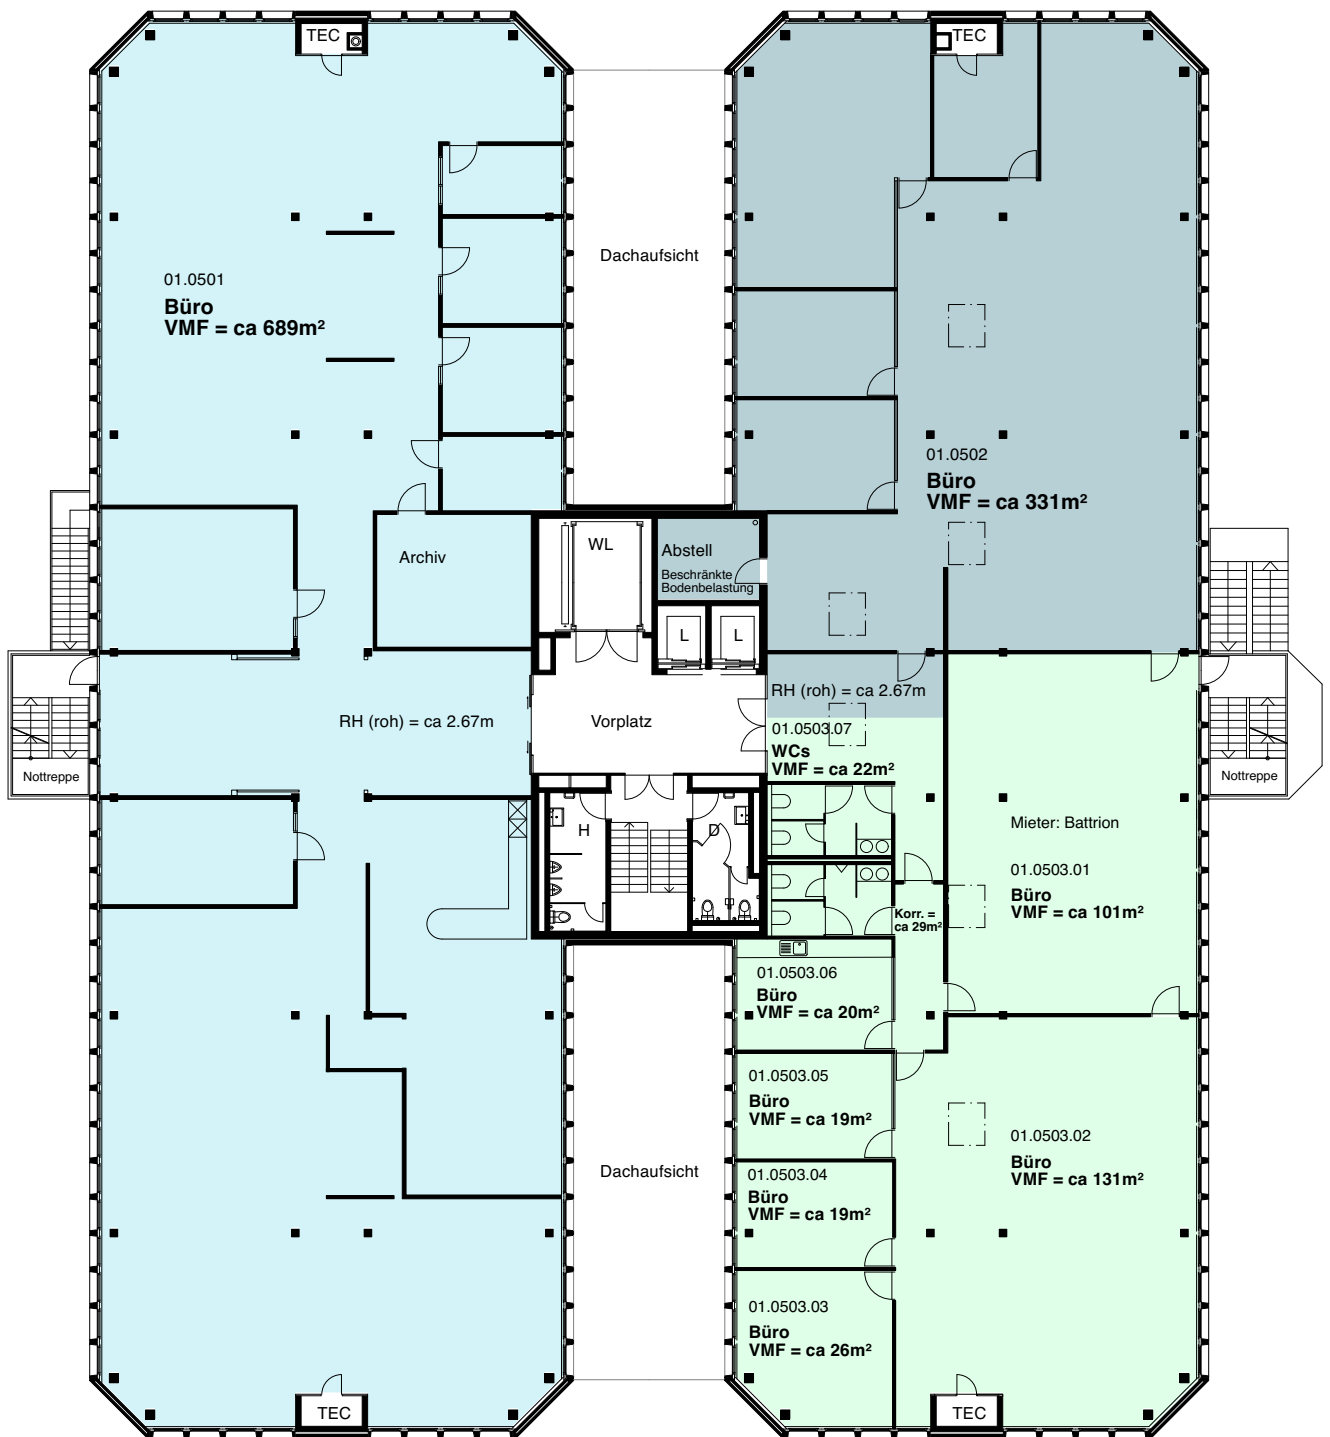 TEC
TEC
Dachaufsicht
01.0501
Büro
VMF = ca 689m²
01.0502
Büro
VMF = ca 331m²
WL
Abstell
Beschränkte
Bodenbelastung
Archiv
L
L
RH (roh) = ca 2.67m
RH (roh) = ca 2.67m
Vorplatz
01.0503.07
WCs
VMF = ca 22m²
Nottreppe
Nottreppe
H
D
Mieter: Battrion
01.0503.01
Büro
VMF = ca 101m²
Korr. =
ca 29m²
01.0503.06
Büro
VMF = ca 20m²
01.0503.05
Büro
VMF = ca 19m²
01.0503.02
Büro
VMF = ca 131m²
Dachaufsicht
01.0503.04
Büro
VMF = ca 19m²
01.0503.03
Büro
VMF = ca 26m²
TEC
TEC